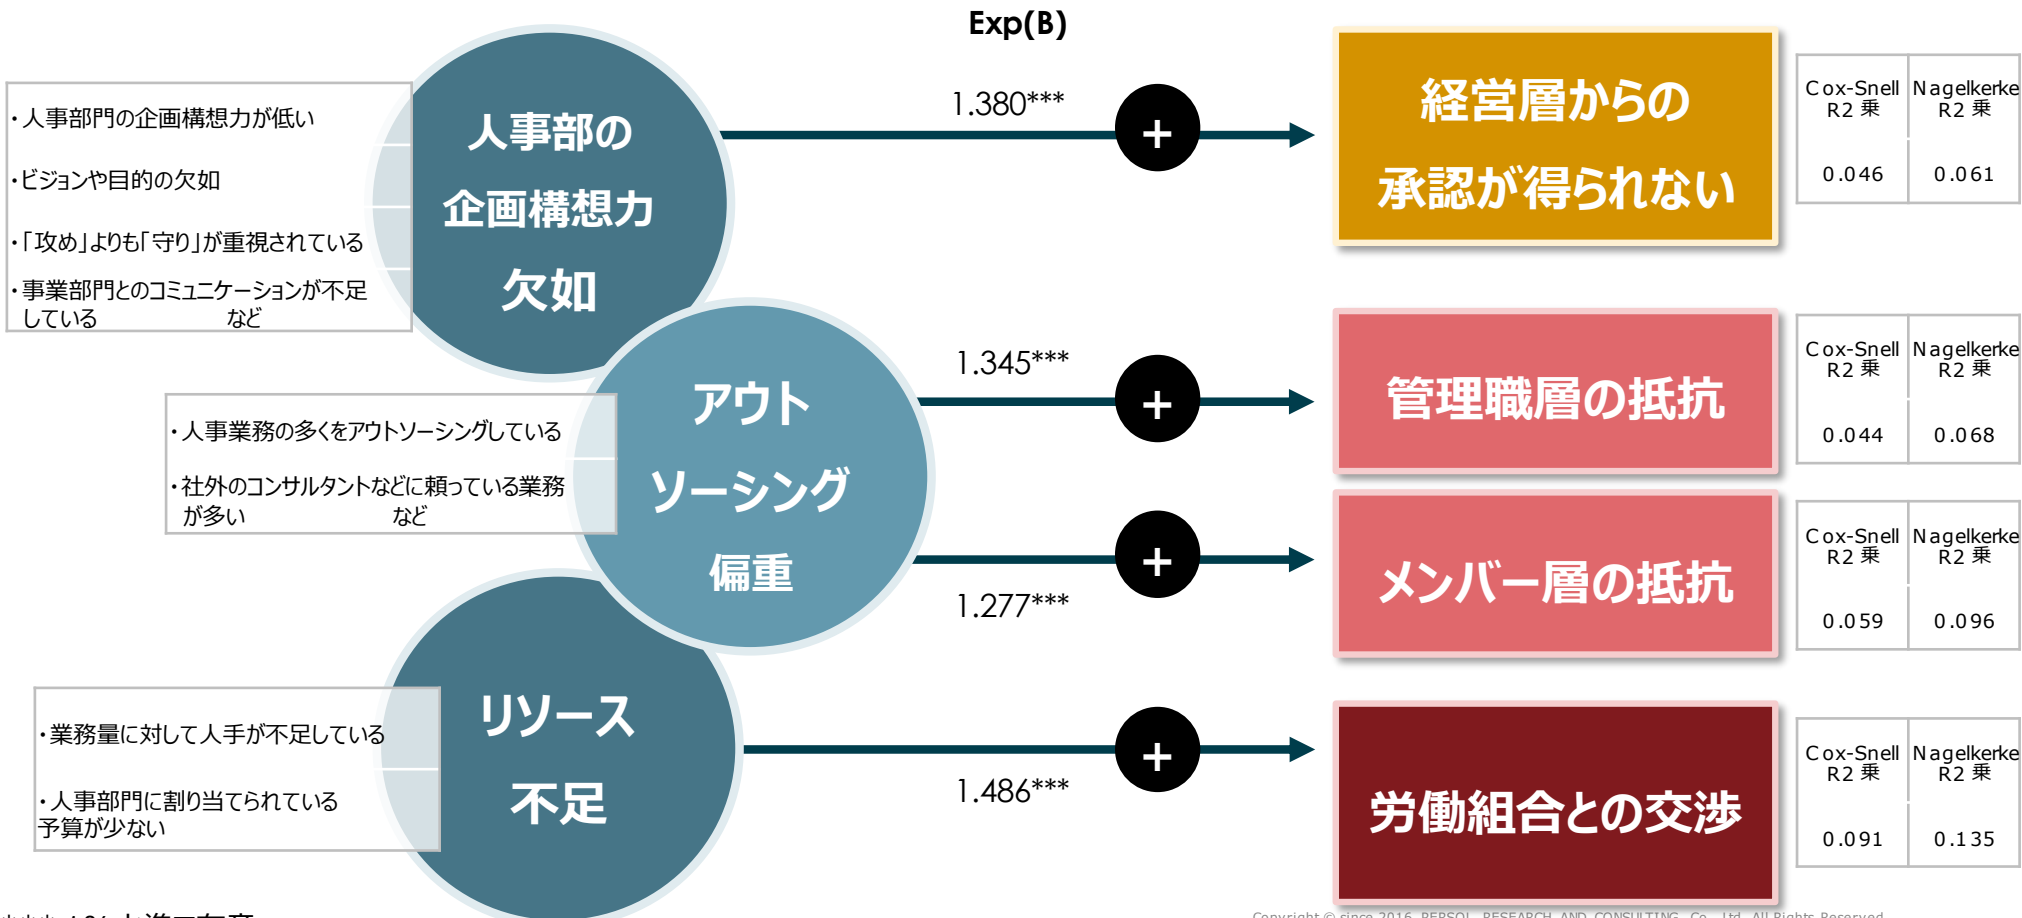 Exp(B)
・人事部門の企画構想力が低い
・ビジョンや目的の欠如
・「攻め」よりも「守り」が重視されている
・事業部門とのコミュニケーションが不足
している など
人事部の
企画構想力
欠如
1.380***
+
経営層からの
承認が得られない
Cox-Snell R2 乗
Nagelkerke R2 乗
0.046 0.061
・人事業務の多くをアウトソーシングしている
・社外のコンサルタントなどに頼っている業務
が多い など
アウト
ソーシング
偏重
1.345***
+
管理職層の抵抗
Cox-Snell R2 乗
Nagelkerke R2 乗
0.044 0.068
1.277***
+
メンバー層の抵抗
Cox-Snell R2 乗
Nagelkerke R2 乗
0.059 0.096
・業務量に対して人手が不足している
・人事部門に割り当てられている
予算が少ない
リソース
不足
1.486***
+
労働組合との交渉
Cox-Snell R2 乗
Nagelkerke R2 乗
0.091 0.135
Copyright © since 2016 PERSOL RESEARCH AND CONSULTING Co., Ltd. All Rights Reserved